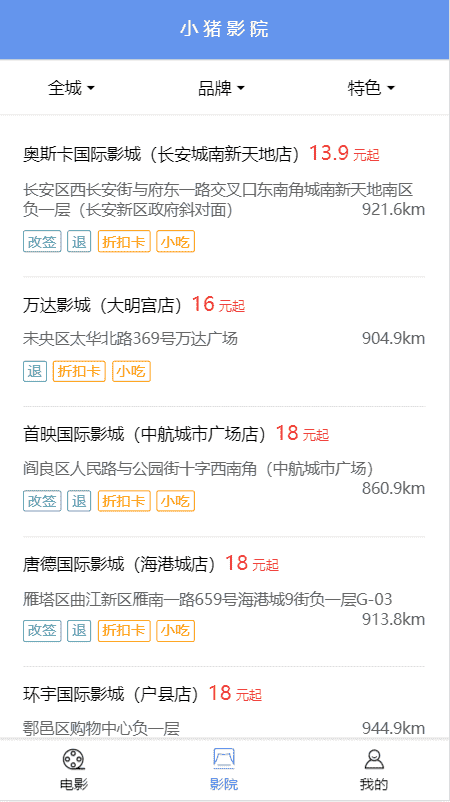 小猪影院
全城 品牌 特色
奥斯卡国际影城（长安城南新天地店）13.9 元起
长安区西长安街与府东一路交叉口东南角城南新天地南区
负一层（长安新区政府斜对面） 921.6km
改签 退 折扣卡 小吃
万达影城（大明宫店）16 元起
未央区太华北路369号万达广场 904.9km
退 折扣卡 小吃
首映国际影城（中航城市广场店）18 元起
阎良区人民路与公园街十字西南角（中航城市广场）
860.9km
改签 退 折扣卡 小吃
唐德国际影城（海港城店）18 元起
雁塔区曲江新区雁南一路659号海港城9街负一层G-03
913.8km
改签 退 折扣卡 小吃
环宇国际影城（户县店）18 元起
鄠邑区购物中心负一层 944.9km
电影 影院 我的